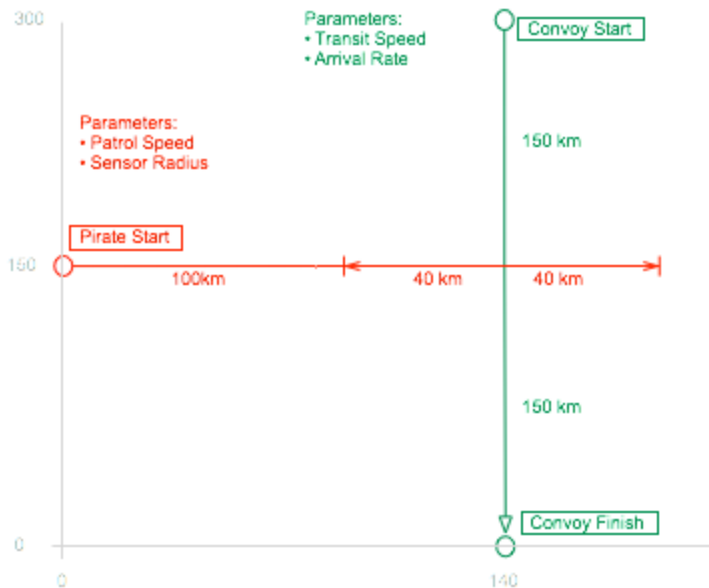 300
Parameters:
• Transit Speed
• Arrival Rate
Convoy Start
Parameters:
• Patrol Speed
• Sensor Radius
150 km
Pirate Start
150
100km
40 km
40 km
150 km
Convoy Finish
0
0
140